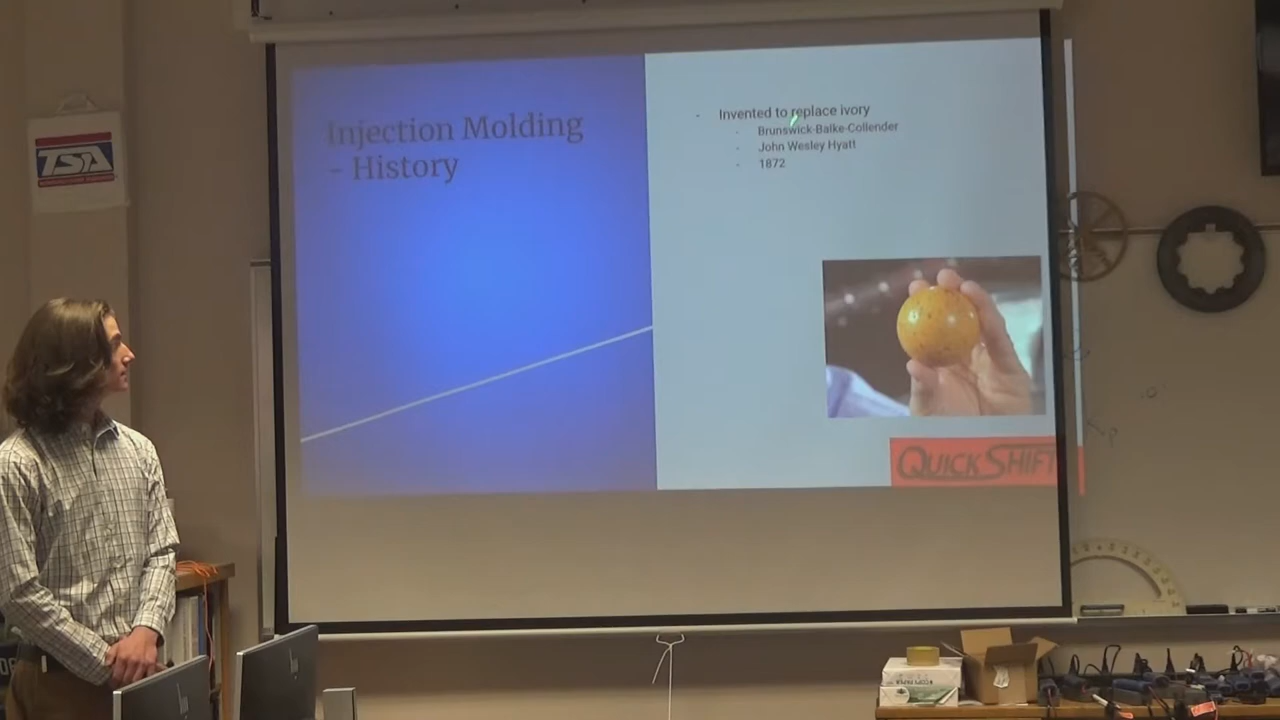 TSA
Injection Molding
- History
- Invented to replace ivory
- Brunswick-Balke-Collender
- John Wesley Hyatt
- 1872
QUICKSHIFT